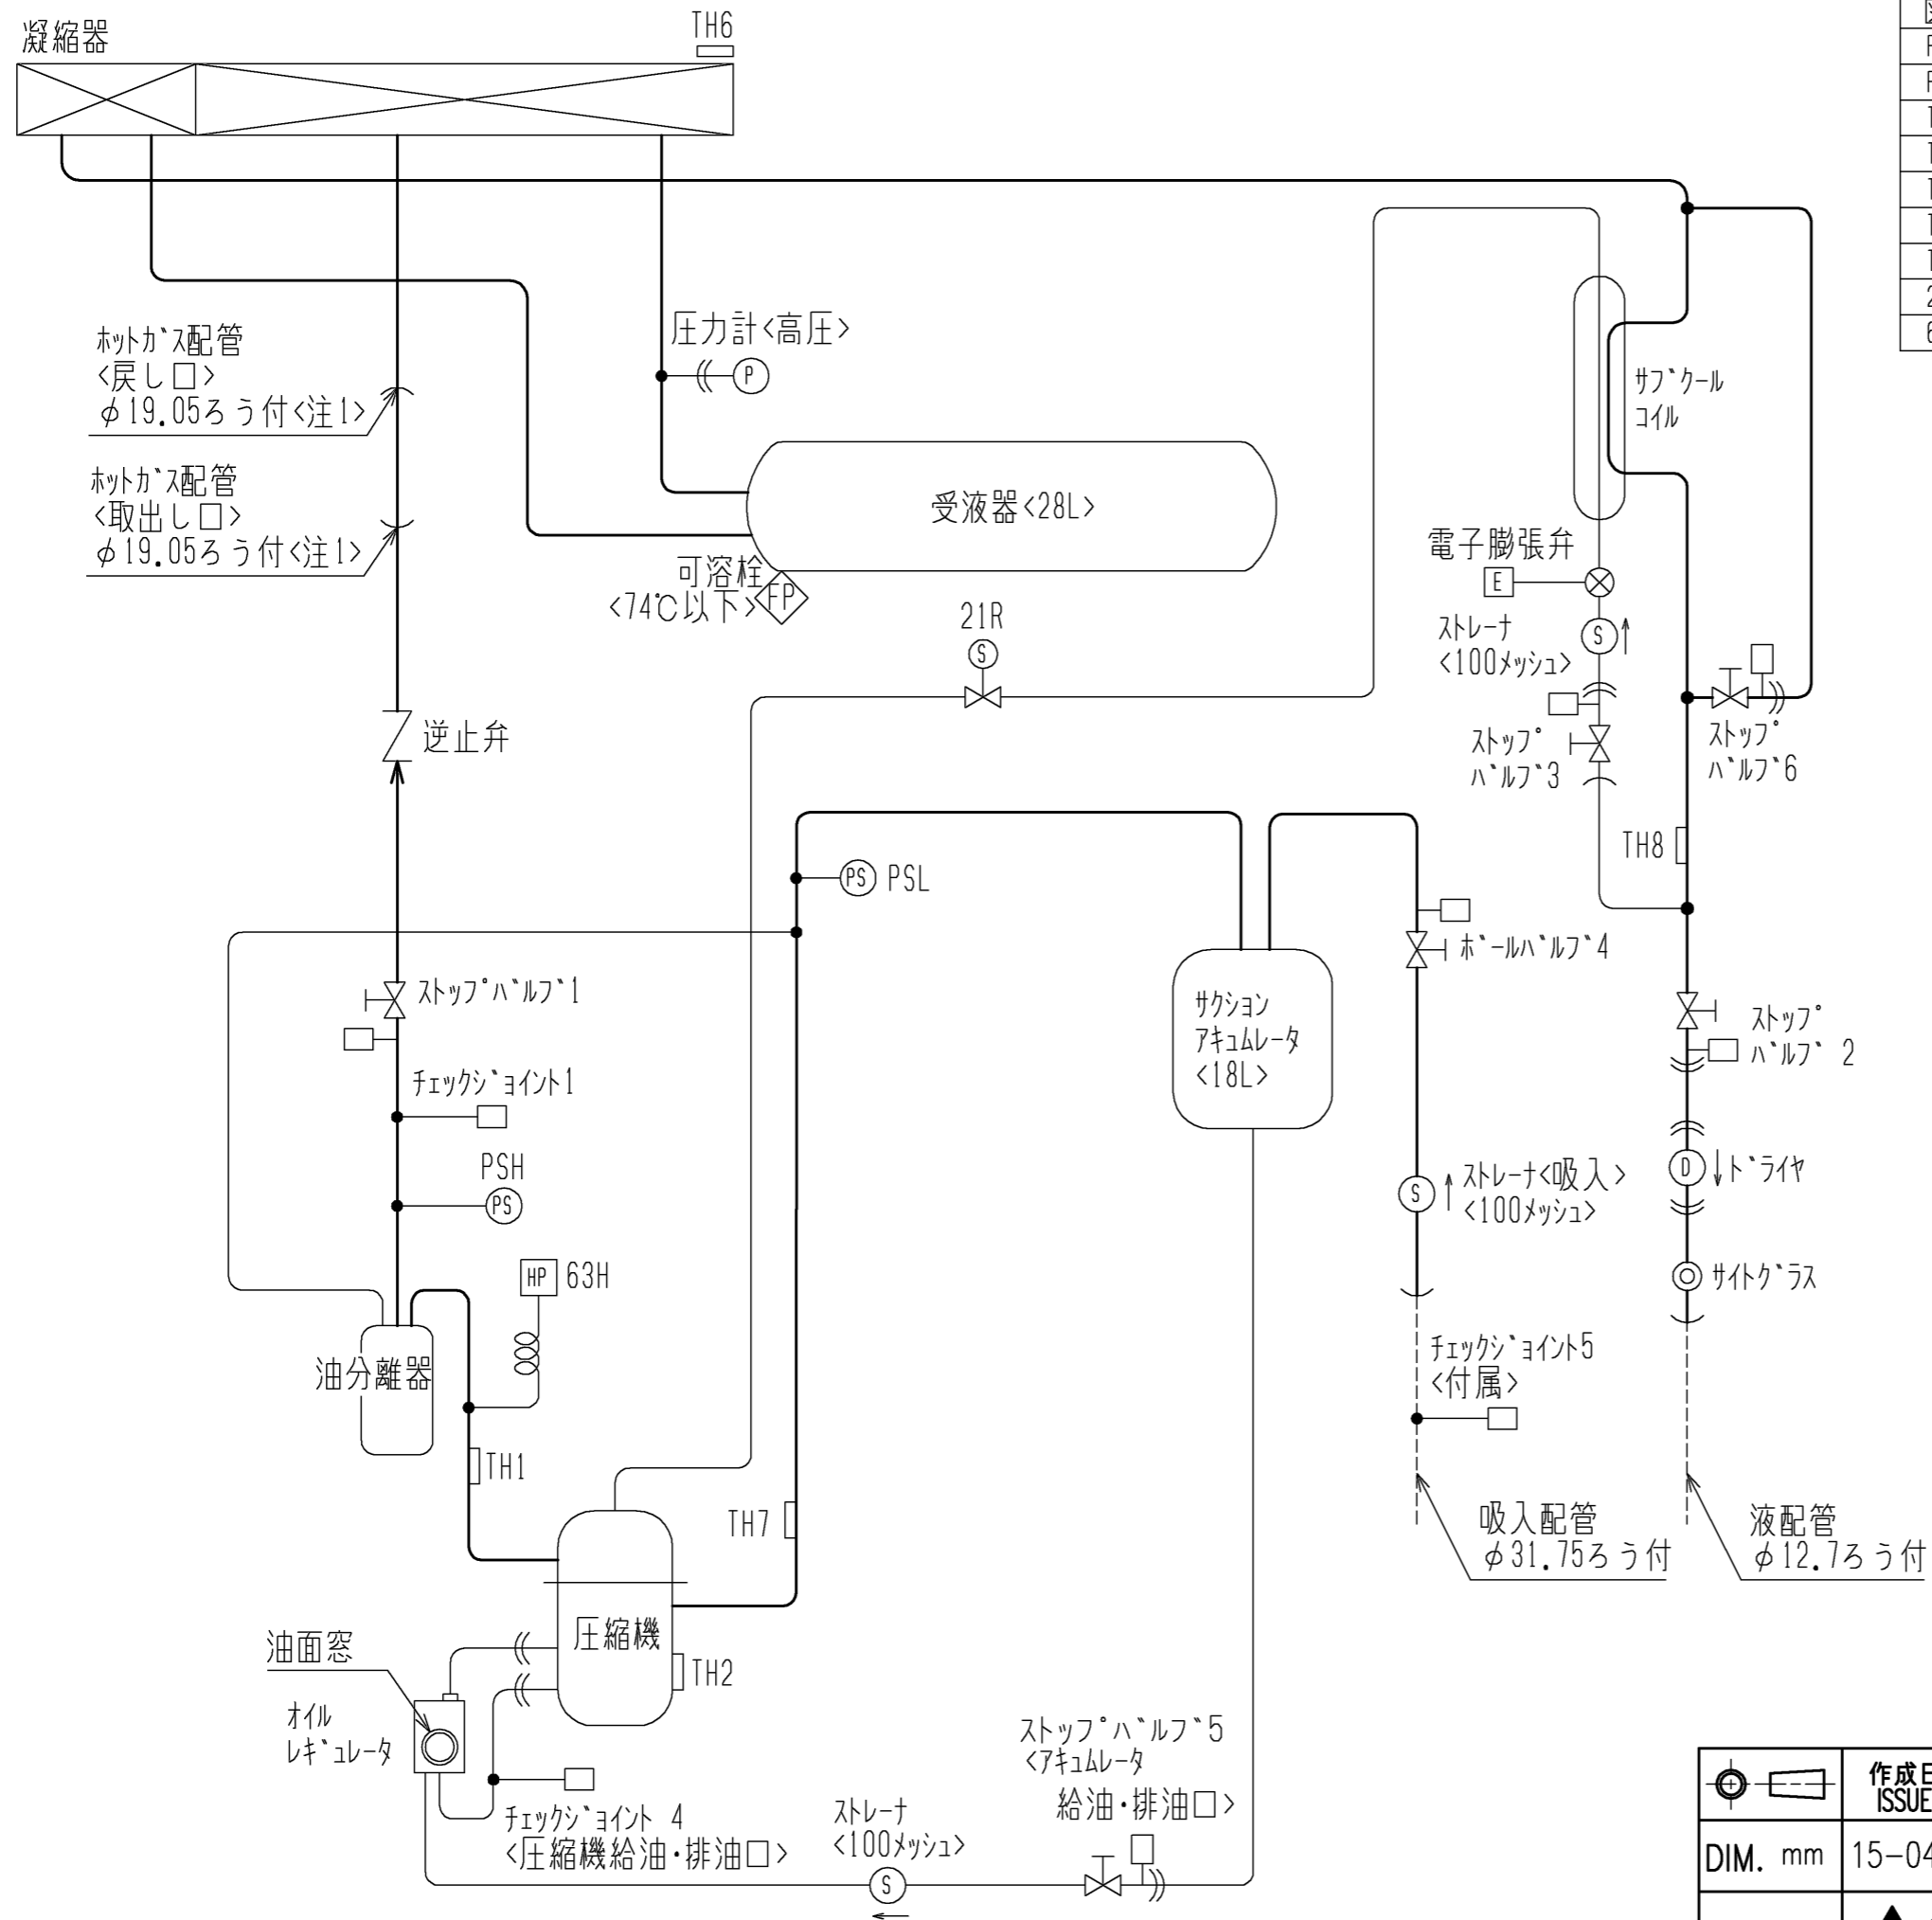 凝縮器
TH6
ﾎｯﾄｶﾞｽ配管
<戻し口>
φ19.05ろう付<注1>
圧力計<高圧>
P
ｻﾌﾞｸｰﾙ
ｺｲﾙ
ﾎｯﾄｶﾞｽ配管
<取出し口>
φ19.05ろう付<注1>
受液器<28L>
可溶栓
<74℃以下>
FP
電子膨張弁
E
21R
S
ｽﾄﾚｰﾅ
<100ﾒｯｼｭ>
S
逆止弁
ｽﾄｯﾌﾟ
ﾊﾞﾙﾌﾞ3
ｽﾄｯﾌﾟ
ﾊﾞﾙﾌﾞ6
TH8
PS PSL
ﾎﾞｰﾙﾊﾞﾙﾌﾞ4
ｽﾄｯﾌﾟﾊﾞﾙﾌﾞ1
ｻｸｼｮﾝ
ｱｷｭﾑﾚｰﾀ
<18L>
ｽﾄｯﾌﾟ
ﾊﾞﾙﾌﾞ 2
ﾁｪｯｸｼﾞｮｲﾝﾄ1
PSH
PS
S
ｽﾄﾚｰﾅ<吸入>
<100ﾒｯｼｭ>
D
ﾄﾞﾗｲﾔ
HP 63H
ｻｲﾄｸﾞﾗｽ
油分離器
ﾁｪｯｸｼﾞｮｲﾝﾄ5
<付属>
TH1
TH7
吸入配管
φ31.75ろう付
液配管
φ12.7ろう付
圧縮機
TH2
油面窓
ｵｲﾙ
ﾚｷﾞｭﾚｰﾀ
ﾁｪｯｸｼﾞｮｲﾝﾄ 4
<圧縮機給油・排油口>
ｽﾄﾚｰﾅ
<100ﾒｯｼｭ>
S
ｽﾄｯﾌﾟﾊﾞﾙﾌﾞ5
<ｱｷｭﾑﾚｰﾀ
給油・排油口>
作成
ISSUE
DIM. mm
15-04